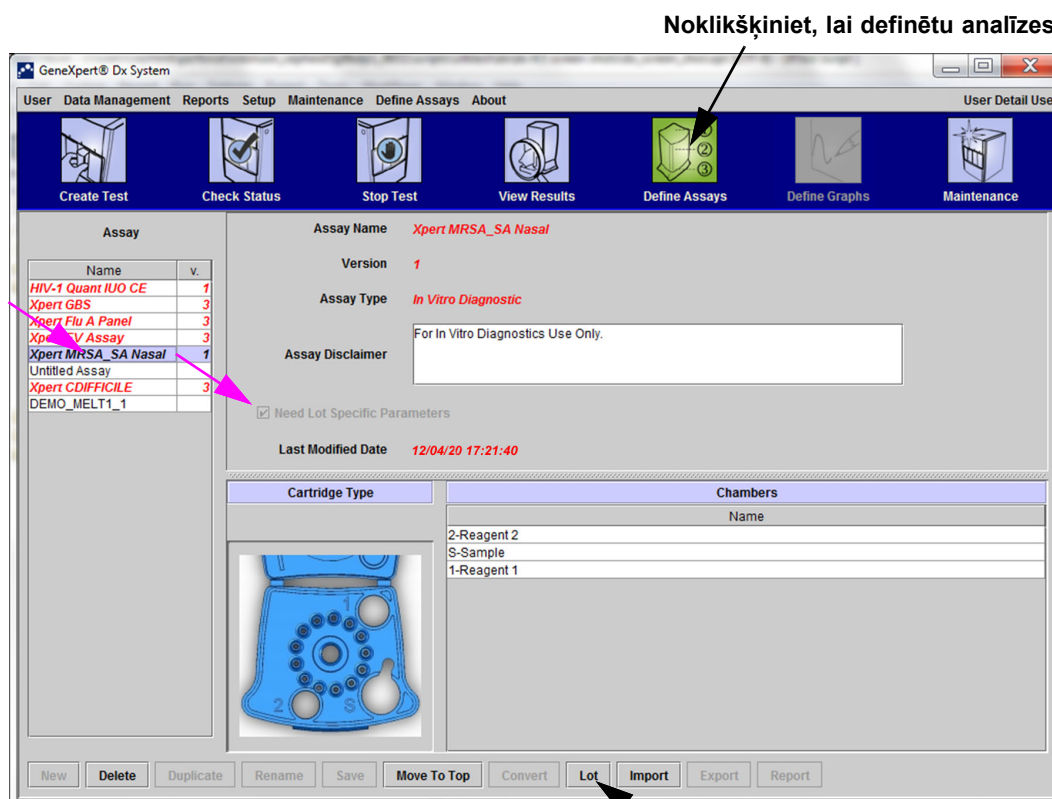 Noklikšķiniet, lai definētu analīzes
GeneXpert® Dx System
User Data Management Reports Setup Maintenance Define Assays About User Detail Use
Create Test Check Status Stop Test View Results Define Assays Define Graphs Maintenance
Assay
Name v.
HIV-1 Quant IUO CE 1
Xpert GBS 3
Xpert Flu A Panel 3
EV Assay 3
Xpert MRSA_SA Nasal 1
Untitled Assay
Xpert CDIFFICILE 3
DEMO_MELT1_1
Assay Name Xpert MRSA_SA Nasal
Version 1
Assay Type In Vitro Diagnostic
Assay Disclaimer For In Vitro Diagnostics Use Only.
Need Lot Specific Parameters
Last Modified Date 12/04/20 17:21:40
Cartridge Type
1
2 S
Chambers
Name
2-Reagent 2
S-Sample
1-Reagent 1
New Delete Duplicate Rename Save Move To Top Convert Lot Import Export Report